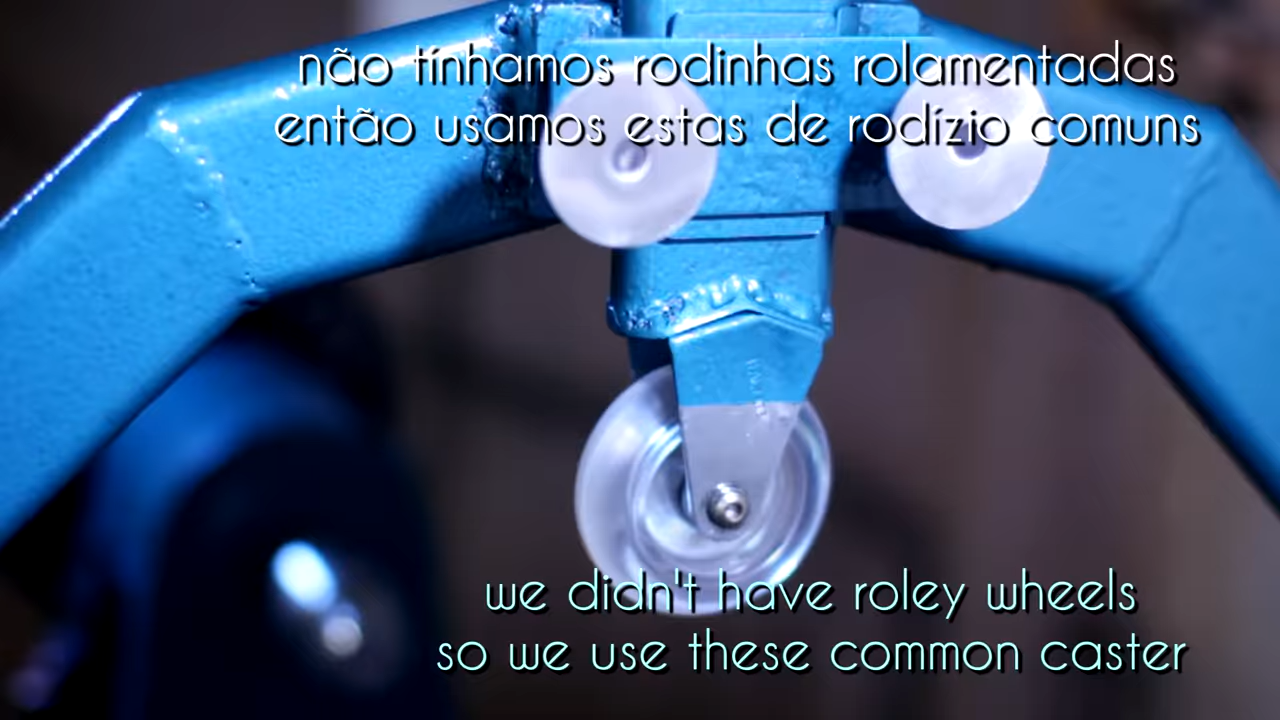 não tínhamos rodinhas rolamentadas
então usamos estas de rodízio comuns
we didn't have roley wheels
so we use these common caster